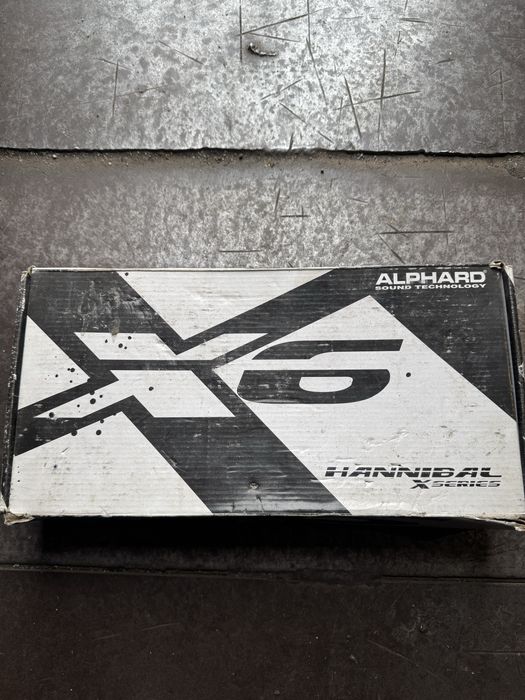 ALPHARD
SOUND TECHNOLOGY
X6
HANNIBAL
X SERIES